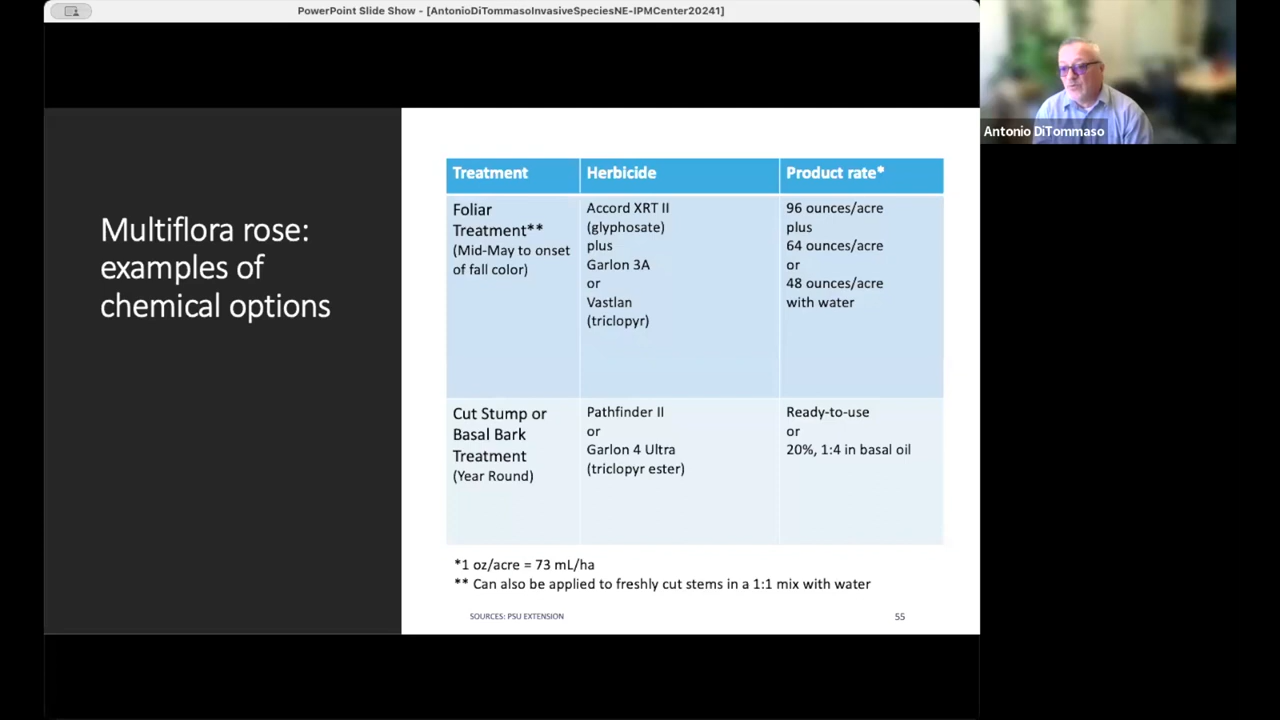 PowerPoint Slide Show - [AntonioDiTommasoInvasiveSpeciesNE-IPMCenter20241]
Antonio DiTommaso
Multiflora rose:
examples of
chemical options
Treatment
Herbicide
Product rate*
Foliar
Treatment**
(Mid-May to onset
of fall color)
Accord XRT II
(glyphosate)
plus
Garlon 3A
or
Vastlan
(triclopyr)
96 ounces/acre
plus
64 ounces/acre
or
48 ounces/acre
with water
Cut Stump or
Basal Bark
Treatment
(Year Round)
Pathfinder II
or
Garlon 4 Ultra
(triclopyr ester)
Ready-to-use
or
20%, 1:4 in basal oil
*1 oz/acre = 73 mL/ha
** Can also be applied to freshly cut stems in a 1:1 mix with water
SOURCES: PSU EXTENSION
55